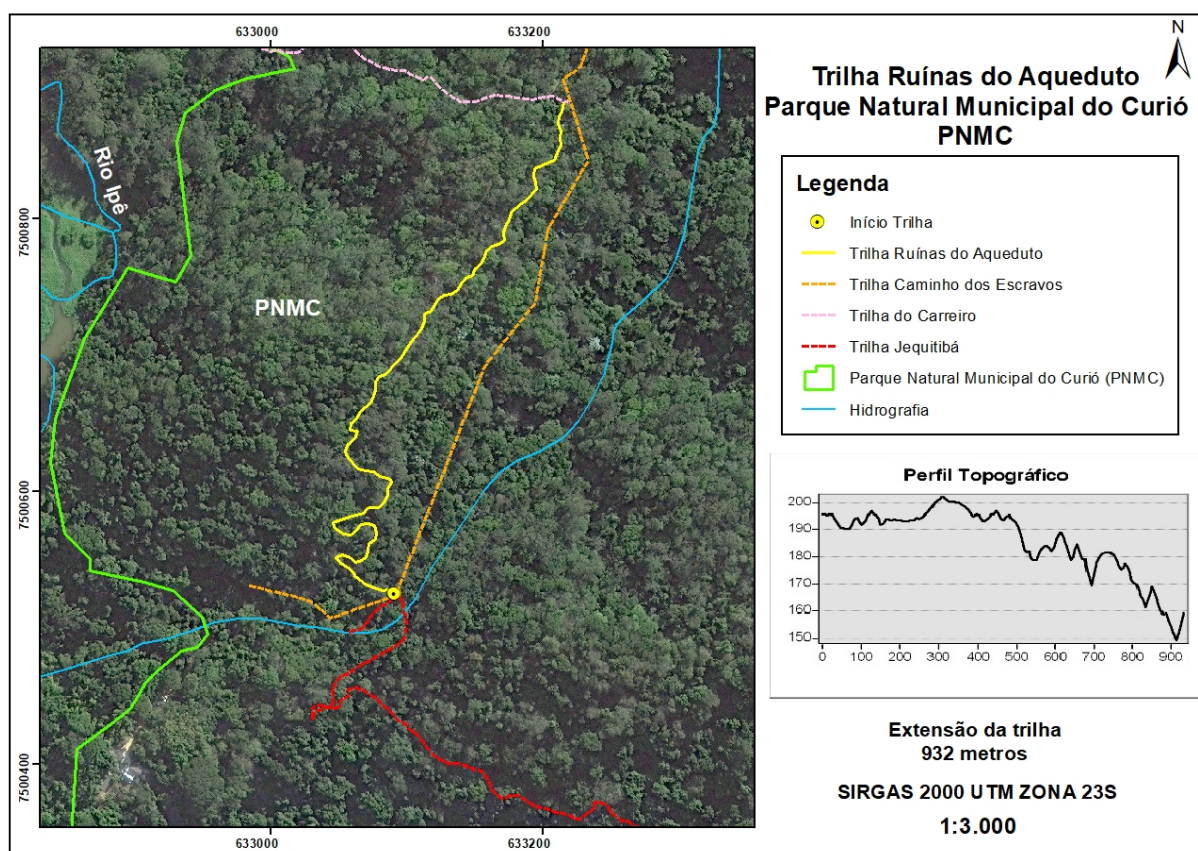 633000
633200
N
Trilha Ruínas do Aqueduto
Parque Natural Municipal do Curió
PNMC
Legenda
Início Trilha
Trilha Ruínas do Aqueduto
Trilha Caminho dos Escravos
Trilha do Carreiro
Trilha Jequitibá
Parque Natural Municipal do Curió (PNMC)
Hidrografia
Rio Ipê
PNMC
7500800
7500600
7500400
633000
633200
Perfil Topográfico
200
190
180
170
160
150
0 100 200 300 400 500 600 700 800 900
Extensão da trilha
932 metros
SIRGAS 2000 UTM ZONA 23S
1:3.000